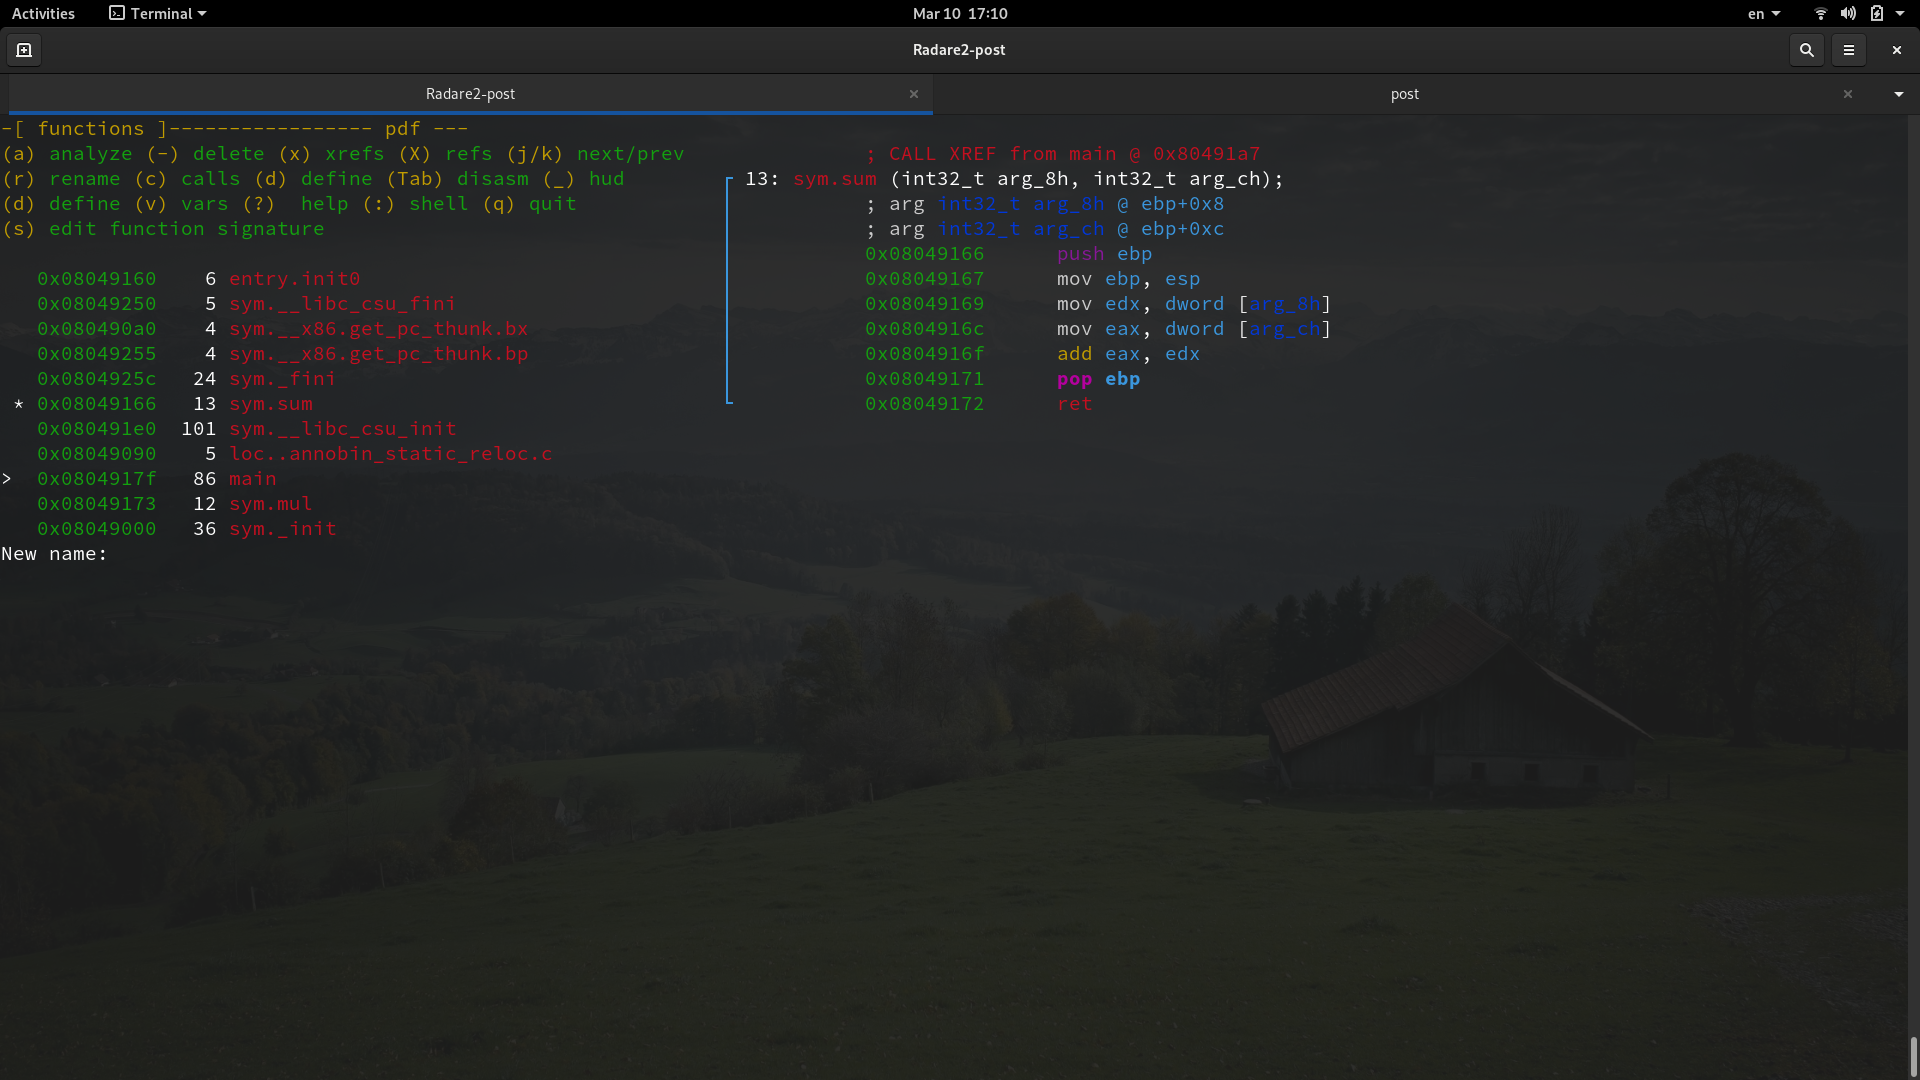 Activities Terminal Mar 10 17:10 en
Radare2-post
Radare2-post post
-[ functions ]----------------- pdf ---
(a) analyze (-) delete (x) xrefs (X) refs (j/k) next/prev
(r) rename (c) calls (d) define (Tab) disasm (_) hud
(d) define (v) vars (?)  help (:) shell (q) quit
(s) edit function signature
0x08049160 6 entry.init0
0x08049250 5 sym.__libc_csu_fini
0x080490a0 4 sym.__x86.get_pc_thunk.bx
0x08049255 4 sym.__x86.get_pc_thunk.bp
0x0804925c 24 sym._fini
* 0x08049166 13 sym.sum
0x080491e0 101 sym.__libc_csu_init
0x08049090 5 loc..annobin_static_reloc.c
> 0x0804917f 86 main
0x08049173 12 sym.mul
0x08049000 36 sym._init
New name:
; CALL XREF from main @ 0x80491a7
13: sym.sum (int32_t arg_8h, int32_t arg_ch);
; arg int32_t arg_8h @ ebp+0x8
; arg int32_t arg_ch @ ebp+0xc
0x08049166 push ebp
0x08049167 mov ebp, esp
0x08049169 mov edx, dword [arg_8h]
0x0804916c mov eax, dword [arg_ch]
0x0804916f add eax, edx
0x08049171 pop ebp
0x08049172 ret